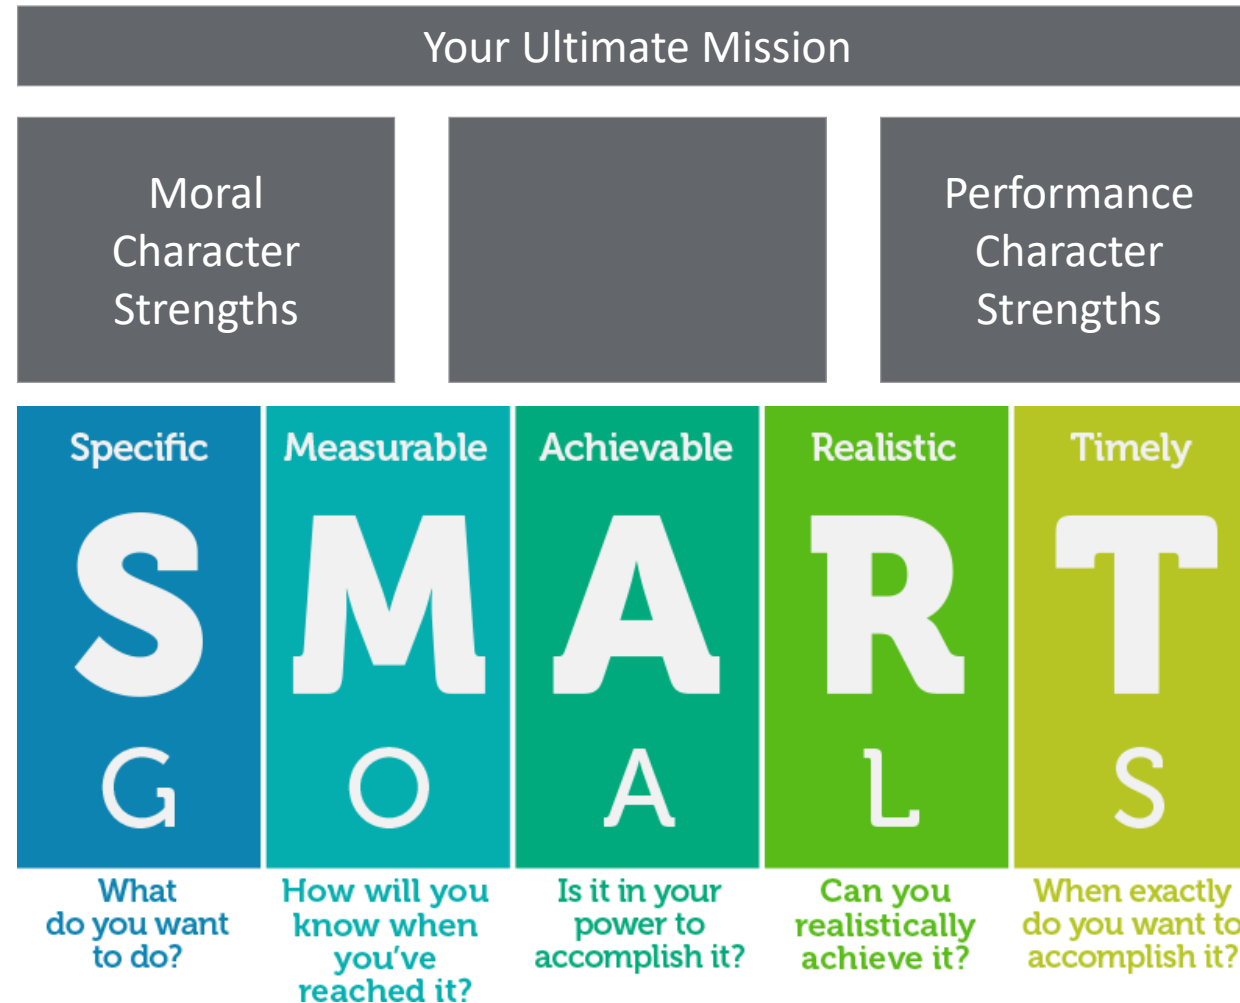 Your Ultimate Mission
Moral
Character
Strengths
Performance
Character
Strengths
Specific
Measurable
Achievable
Realistic
Timely
S
M
A
R
T
G
O
A
L
S
What
do you want
to do?
How will you
know when
you've
reached it?
Is it in your
power to
accomplish it?
Can you
realistically
achieve it?
When exactly
do you want to
accomplish it?